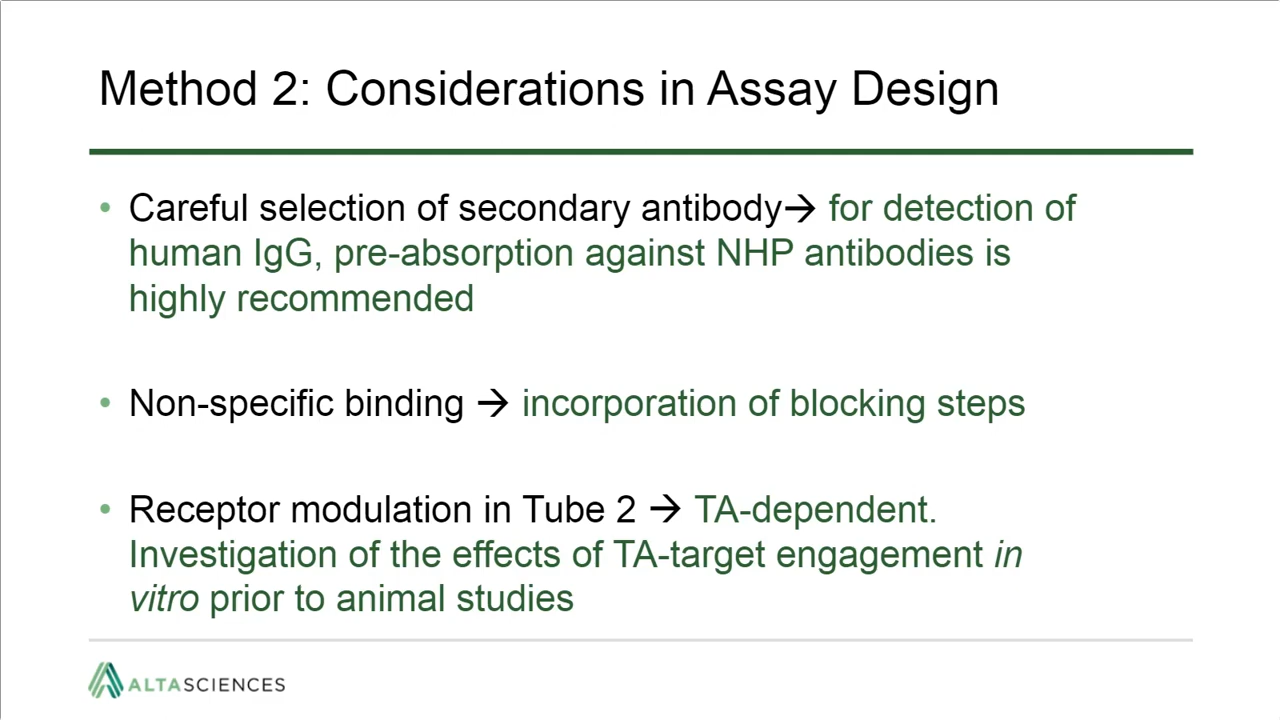 Method 2: Considerations in Assay Design
• Careful selection of secondary antibody→ for detection of
human IgG, pre-absorption against NHP antibodies is
highly recommended
• Non-specific binding → incorporation of blocking steps
• Receptor modulation in Tube 2 → TA-dependent.
Investigation of the effects of TA-target engagement in
vitro prior to animal studies
ALTASCIENCES